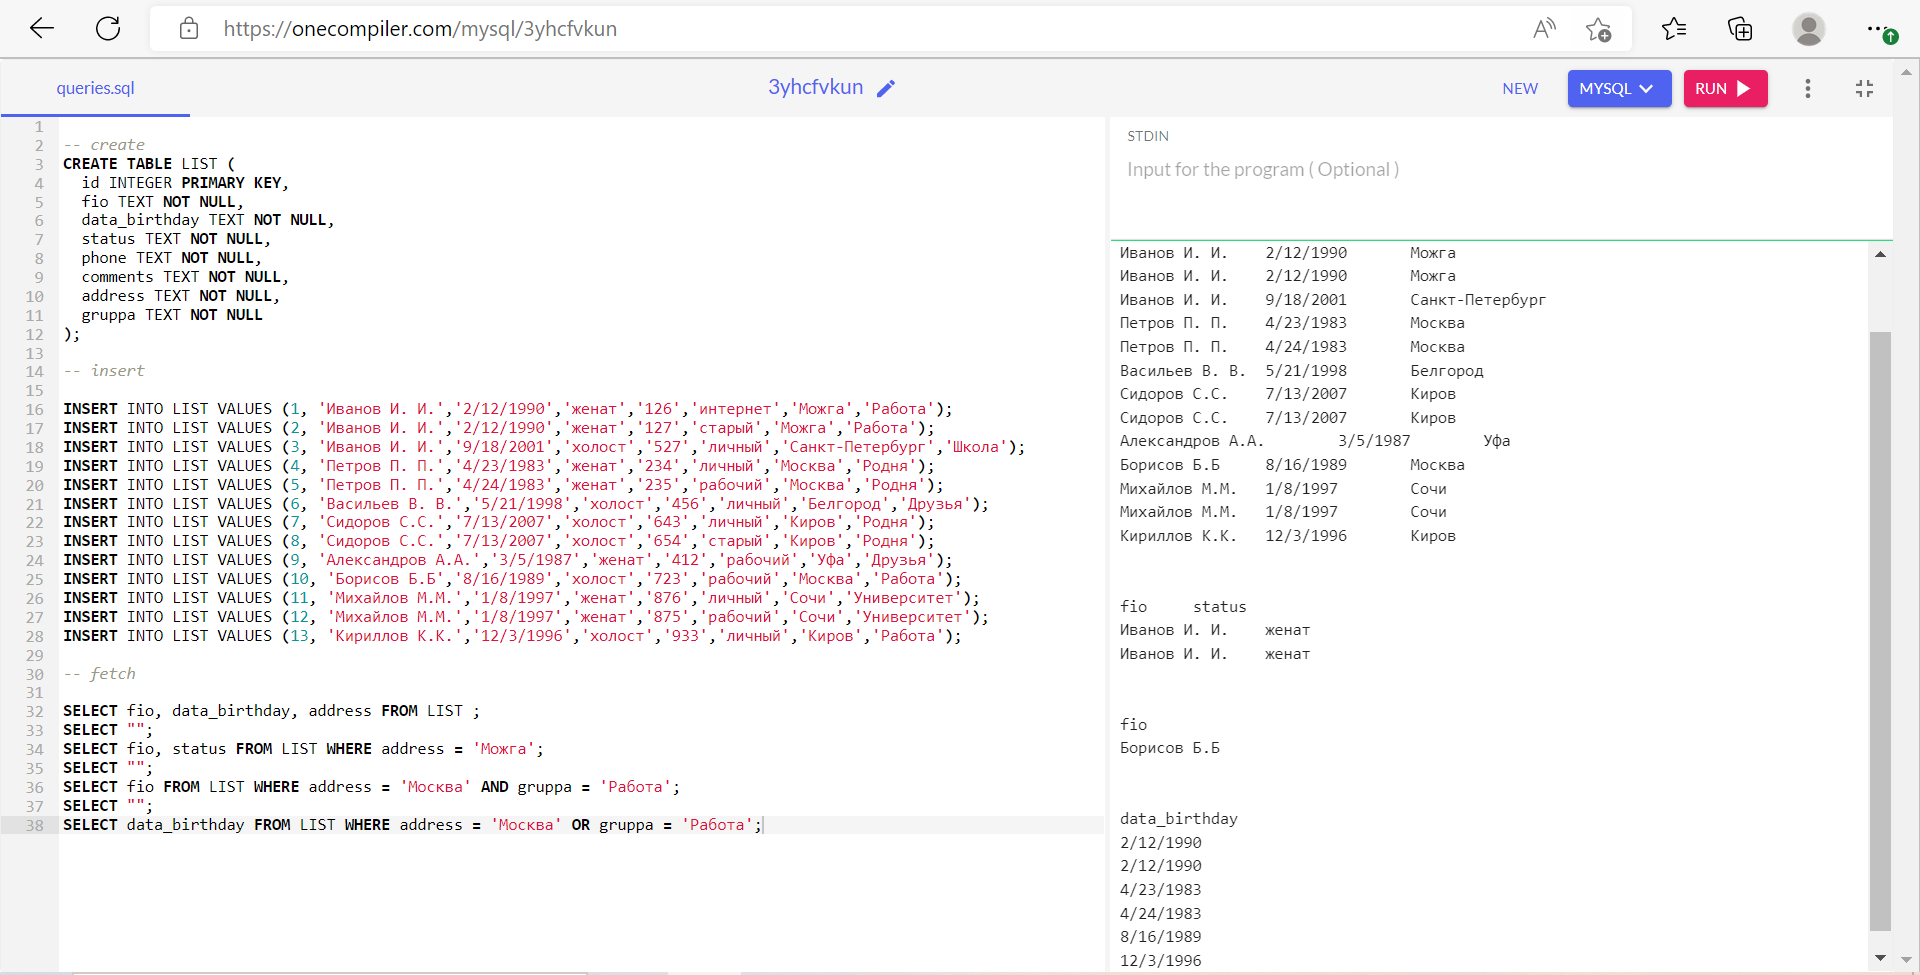 https://onecompiler.com/mysql/3yhcfvkun
queries.sql
3yhcfvkun
NEW
MYSQL
RUN
1
2 -- create
3 CREATE TABLE LIST (
4 id INTEGER PRIMARY KEY,
5 fio TEXT NOT NULL,
6 data_birthday TEXT NOT NULL,
7 status TEXT NOT NULL,
8 phone TEXT NOT NULL,
9 comments TEXT NOT NULL,
10 address TEXT NOT NULL,
11 gruppa TEXT NOT NULL
12 );
13
14 -- insert
15
16 INSERT INTO LIST VALUES (1, 'Иванов И. И.','2/12/1990','женат','126','интернет','Можга','Работа');
17 INSERT INTO LIST VALUES (2, 'Иванов И. И.','2/12/1990','женат','127','старый','Можга','Работа');
18 INSERT INTO LIST VALUES (3, 'Иванов И. И.','9/18/2001','холост','527','личный','Санкт-Петербург','Школа');
19 INSERT INTO LIST VALUES (4, 'Петров П. П.','4/23/1983','женат','234','личный','Москва','Родня');
20 INSERT INTO LIST VALUES (5, 'Петров П. П.','4/24/1983','женат','235','рабочий','Москва','Родня');
21 INSERT INTO LIST VALUES (6, 'Васильев В. В.','5/21/1998','холост','456','личный','Белгород','Друзья');
22 INSERT INTO LIST VALUES (7, 'Сидоров С.С.','7/13/2007','холост','643','личный','Киров','Родня');
23 INSERT INTO LIST VALUES (8, 'Сидоров С.С.','7/13/2007','холост','654','старый','Киров','Родня');
24 INSERT INTO LIST VALUES (9, 'Александров А.А.','3/5/1987','женат','412','рабочий','Уфа','Друзья');
25 INSERT INTO LIST VALUES (10, 'Борисов Б.Б','8/16/1989','холост','723','рабочий','Москва','Работа');
26 INSERT INTO LIST VALUES (11, 'Михайлов М.М.','1/8/1997','женат','876','личный','Сочи','Университет');
27 INSERT INTO LIST VALUES (12, 'Михайлов М.М.','1/8/1997','женат','875','рабочий','Сочи','Университет');
28 INSERT INTO LIST VALUES (13, 'Кириллов К.К.','12/3/1996','холост','933','личный','Киров','Работа');
29
30 -- fetch
31
32 SELECT fio, data_birthday, address FROM LIST ;
33 SELECT "";
34 SELECT fio, status FROM LIST WHERE address = 'Можга';
35 SELECT "";
36 SELECT fio FROM LIST WHERE address = 'Москва' AND gruppa = 'Работа';
37 SELECT "";
38 SELECT data_birthday FROM LIST WHERE address = 'Москва' OR gruppa = 'Работа';
STDIN
Input for the program ( Optional )
Иванов И. И. 2/12/1990 Можга
Иванов И. И. 2/12/1990 Можга
Иванов И. И. 9/18/2001 Санкт-Петербург
Петров П. П. 4/23/1983 Москва
Петров П. П. 4/24/1983 Москва
Васильев В. В. 5/21/1998 Белгород
Сидоров С.С. 7/13/2007 Киров
Сидоров С.С. 7/13/2007 Киров
Александров А.А. 3/5/1987 Уфа
Борисов Б.Б 8/16/1989 Москва
Михайлов М.М. 1/8/1997 Сочи
Михайлов М.М. 1/8/1997 Сочи
Кириллов К.К. 12/3/1996 Киров
fio status
Иванов И. И. женат
Иванов И. И. женат
fio
Борисов Б.Б
data_birthday
2/12/1990
2/12/1990
4/23/1983
4/24/1983
8/16/1989
12/3/1996